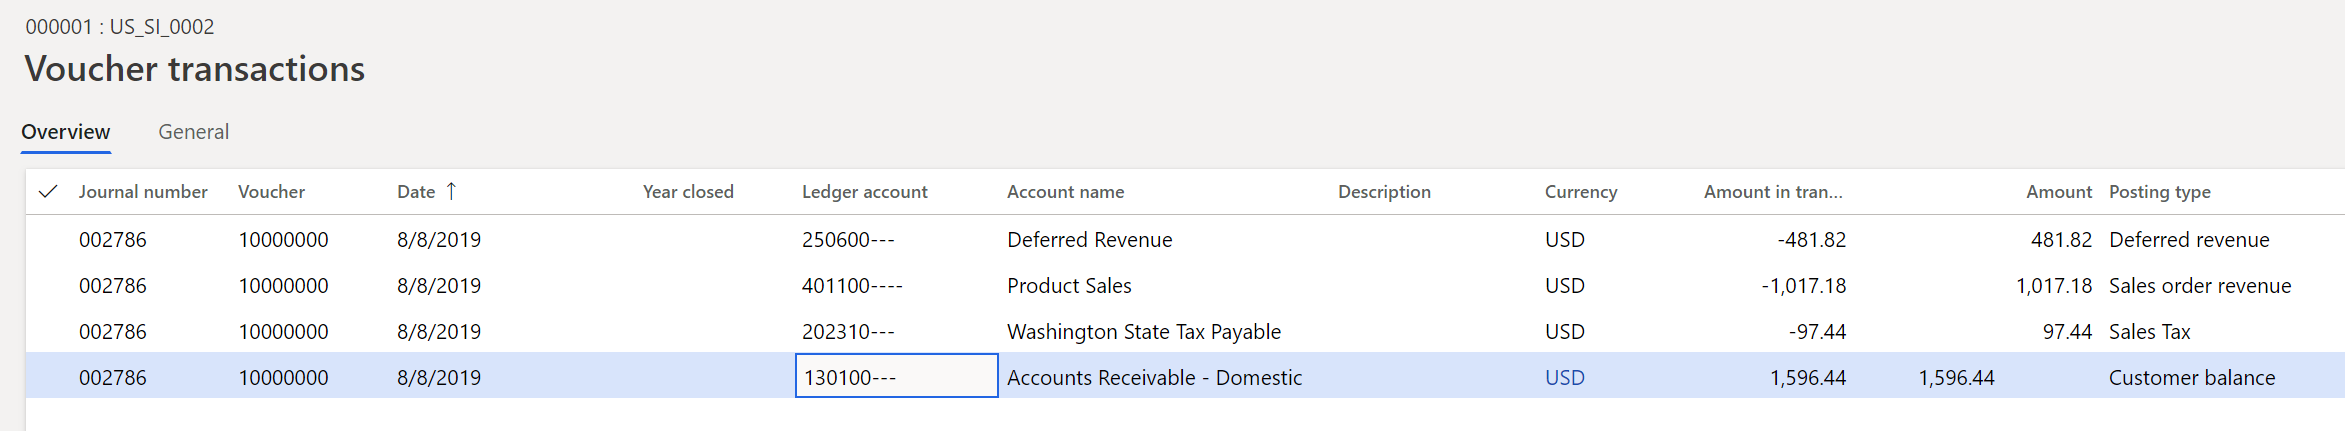 000001 : US_SI_0002
Voucher transactions
Overview General
Journal number Voucher Date ↑ Year closed Ledger account Account name Description Currency Amount in tran... Amount Posting type
002786 10000000 8/8/2019 250600--- Deferred Revenue USD -481.82 481.82 Deferred revenue
002786 10000000 8/8/2019 401100---- Product Sales USD -1,017.18 1,017.18 Sales order revenue
002786 10000000 8/8/2019 202310--- Washington State Tax Payable USD -97.44 97.44 Sales Tax
002786 10000000 8/8/2019 130100--- Accounts Receivable - Domestic USD 1,596.44 1,596.44 Customer balance